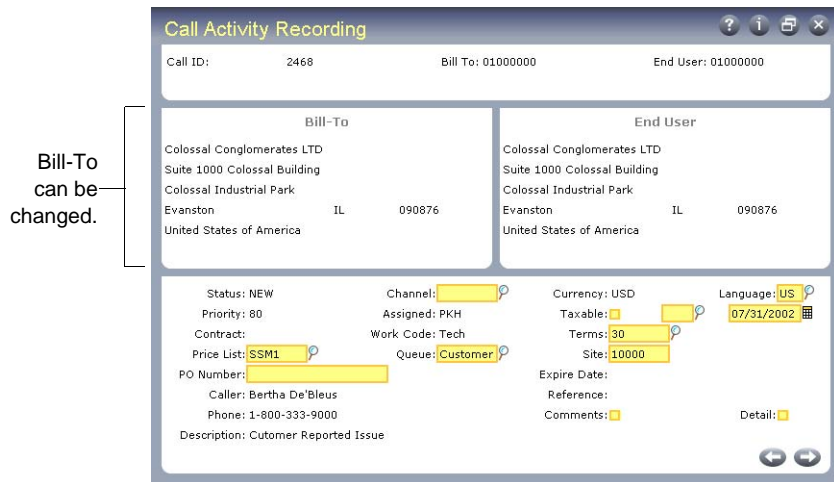 Call Activity Recording
Call ID: 2468 Bill To: 01000000 End User: 01000000
Bill-To
can be
changed.
Bill-To
Colossal Conglomerates LTD
Suite 1000 Colossal Building
Colossal Industrial Park
Evanston IL 090876
United States of America
End User
Colossal Conglomerates LTD
Suite 1000 Colossal Building
Colossal Industrial Park
Evanston IL 090876
United States of America
Status: NEW Channel: Currency: USD Language: US
Priority: 80 Assigned: PKH Taxable: 07/31/2002
Contract: Work Code: Tech Terms: 30
Price List: SSM1 Queue: Customer Site: 10000
PO Number: Expire Date:
Caller: Bertha De'Bleus Reference:
Phone: 1-800-333-9000 Comments: Detail:
Description: Cutomer Reported Issue